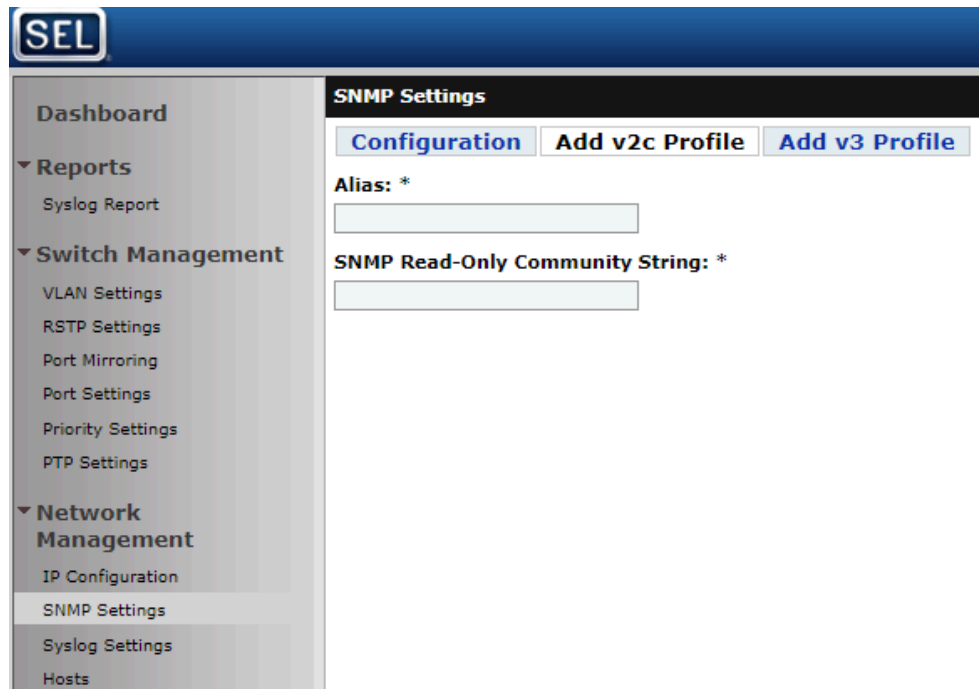 SEL
Dashboard
Reports
Syslog Report
Switch Management
VLAN Settings
RSTP Settings
Port Mirroring
Port Settings
Priority Settings
PTP Settings
Network
Management
IP Configuration
SNMP Settings
Syslog Settings
Hosts
SNMP Settings
Configuration Add v2c Profile Add v3 Profile
Alias: *
SNMP Read-Only Community String: *